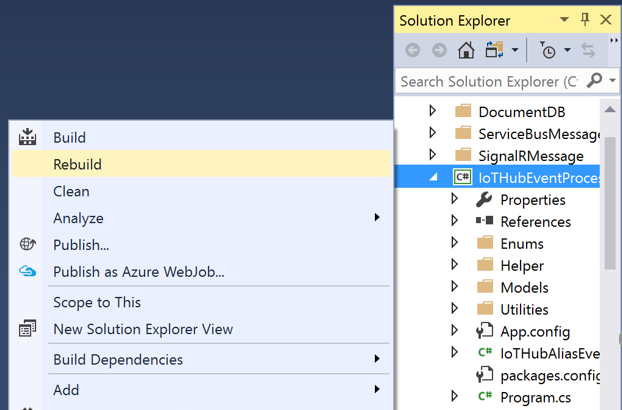 Solution Explorer
Search Solution Explorer (C
DocumentDB
ServiceBusMessage
SignalRMessage
C# IoTHubEventProces
Properties
References
Enums
Helper
Models
Utilities
App.config
C# IoTHubAliasEve
packages.config
C# Program.cs
Build
Rebuild
Clean
Analyze
Publish...
Publish as Azure WebJob...
Scope to This
New Solution Explorer View
Build Dependencies
Add